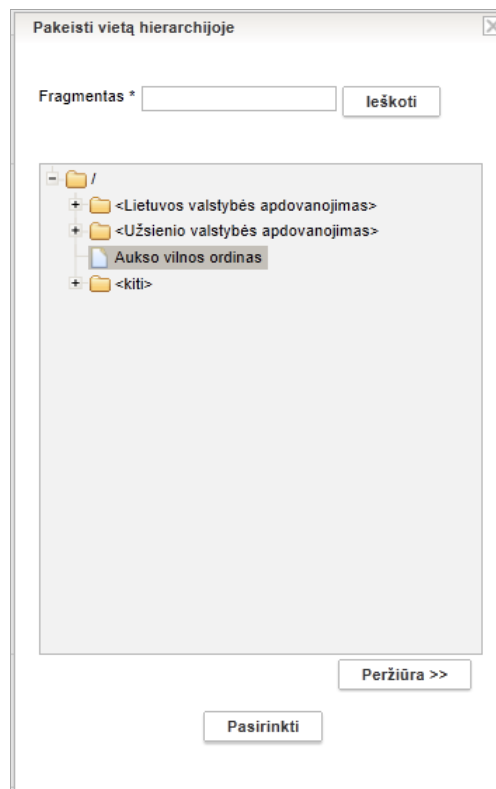 Pakeisti vietą hierarchijoje
Fragmentas * Ieškoti
/
<Lietuvos valstybės apdovanojimas>
<Užsienio valstybės apdovanojimas>
Aukso vilnos ordinas
<kiti>
Peržiūra >>
Pasirinkti